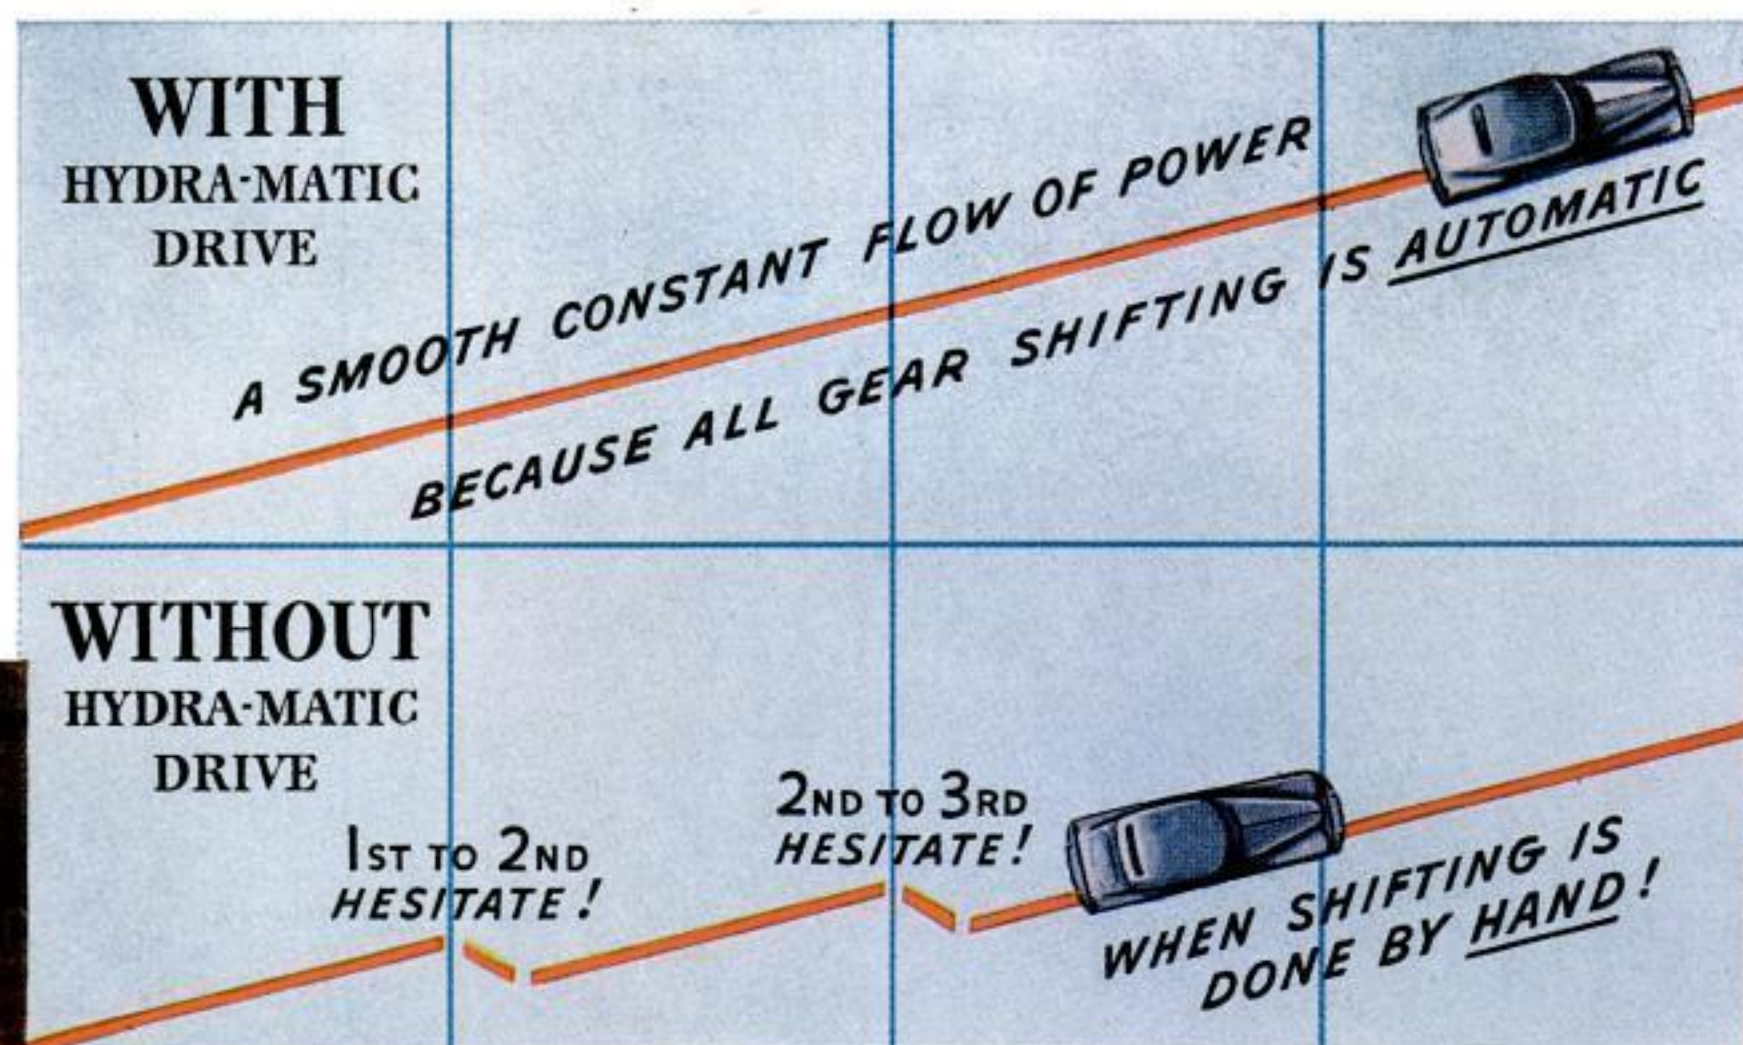 WITH
HYDRA-MATIC
DRIVE
A SMOOTH CONSTANT FLOW OF POWER
BECAUSE ALL GEAR SHIFTING IS AUTOMATIC
WITHOUT
HYDRA-MATIC
DRIVE
1ST TO 2ND
HESITATE!
2ND TO 3RD
HESITATE!
WHEN SHIFTING IS
DONE BY HAND!